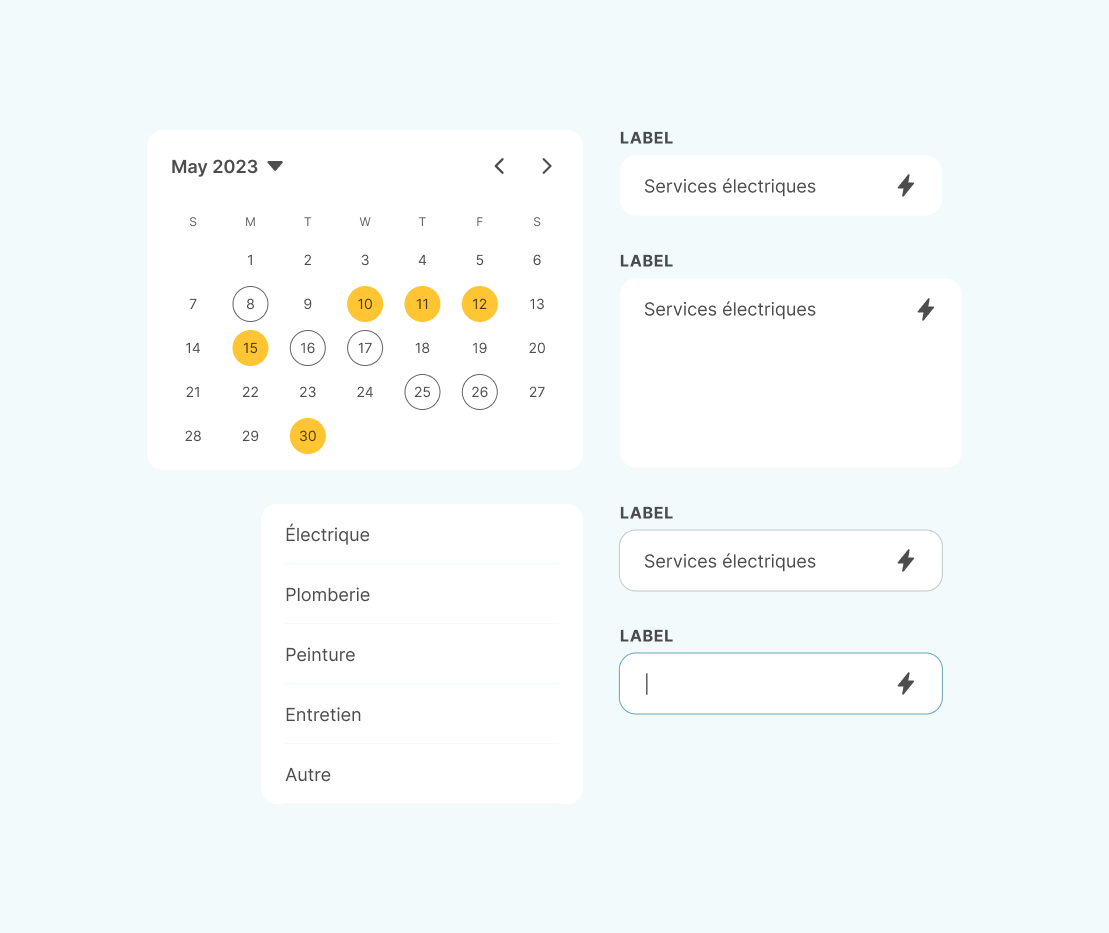 May 2023
S M T W T F S
1 2 3 4 5 6
7 8 9 10 11 12 13
14 15 16 17 18 19 20
21 22 23 24 25 26 27
28 29 30
Électrique
Plomberie
Peinture
Entretien
Autre
LABEL
Services électriques
LABEL
Services électriques
LABEL
Services électriques
LABEL